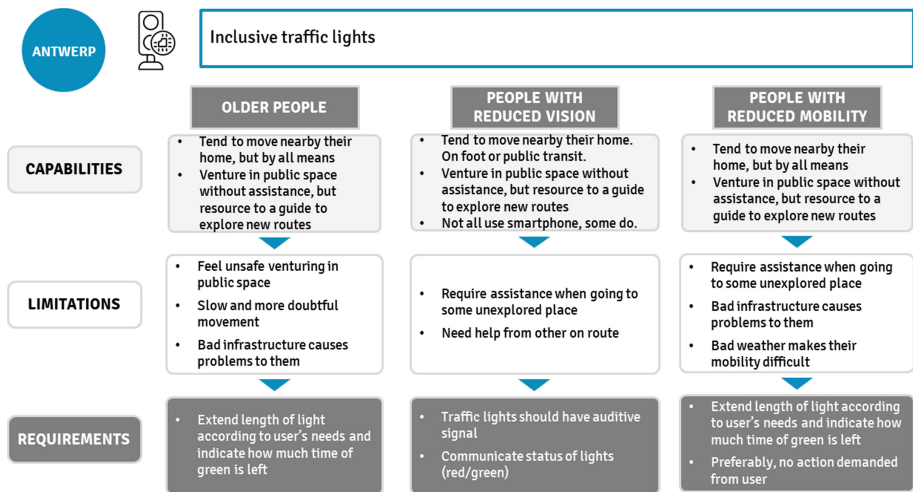 ANTWERP
Inclusive traffic lights
OLDER PEOPLE
PEOPLE WITH
REDUCED VISION
PEOPLE WITH
REDUCED MOBILITY
CAPABILITIES
• Tend to move nearby their
home, but by all means
• Venture in public space
without assistance, but
resource to a guide to
explore new routes
• Tend to move nearby their home.
On foot or public transit.
• Venture in public space without
assistance, but resource to a guide
to explore new routes
• Not all use smartphone, some do.
• Tend to move nearby their
home, but by all means
• Venture in public space without
assistance, but resource to a
guide to explore new routes
LIMITATIONS
• Feel unsafe venturing in
public space
• Slow and more doubtful
movement
• Bad infrastructure causes
problems to them
• Require assistance when going to
some unexplored place
• Need help from other on route
• Require assistance when going
to some unexplored place
• Bad infrastructure causes
problems to them
• Bad weather makes their
mobility difficult
REQUIREMENTS
• Extend length of light
according to user's needs and
indicate how much time of
green is left
• Traffic lights should have auditive
signal
• Communicate status of lights
(red/green)
• Extend length of light according
to user's needs and indicate how
much time of green is left
• Preferably, no action demanded
from user